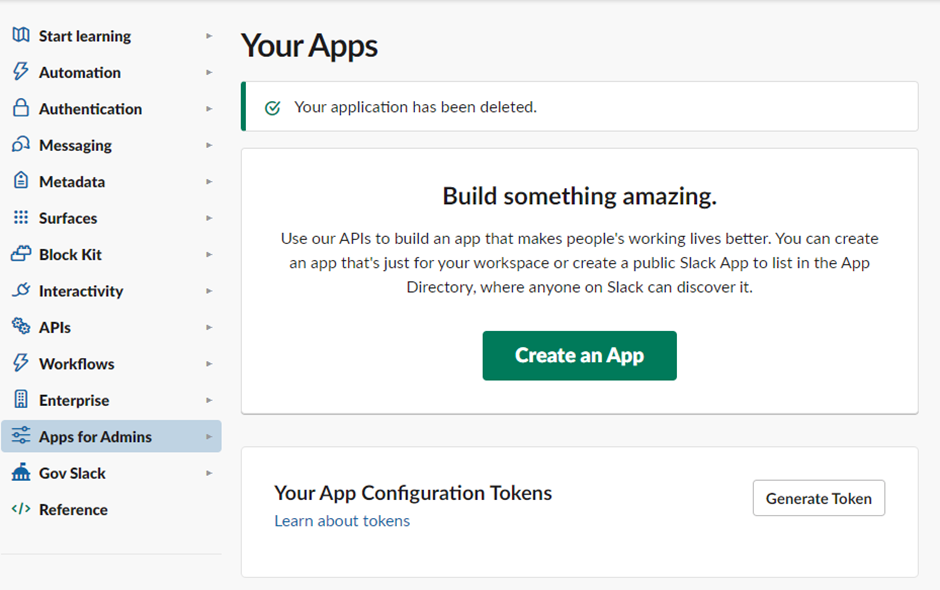 Start learning
Automation
Authentication
Messaging
Metadata
Surfaces
Block Kit
Interactivity
APIs
Workflows
Enterprise
Apps for Admins
Gov Slack
Reference
Your Apps
Your application has been deleted.
Build something amazing.
Use our APIs to build an app that makes people's working lives better. You can create
an app that's just for your workspace or create a public Slack App to list in the App
Directory, where anyone on Slack can discover it.
Create an App
Your App Configuration Tokens
Learn about tokens
Generate Token